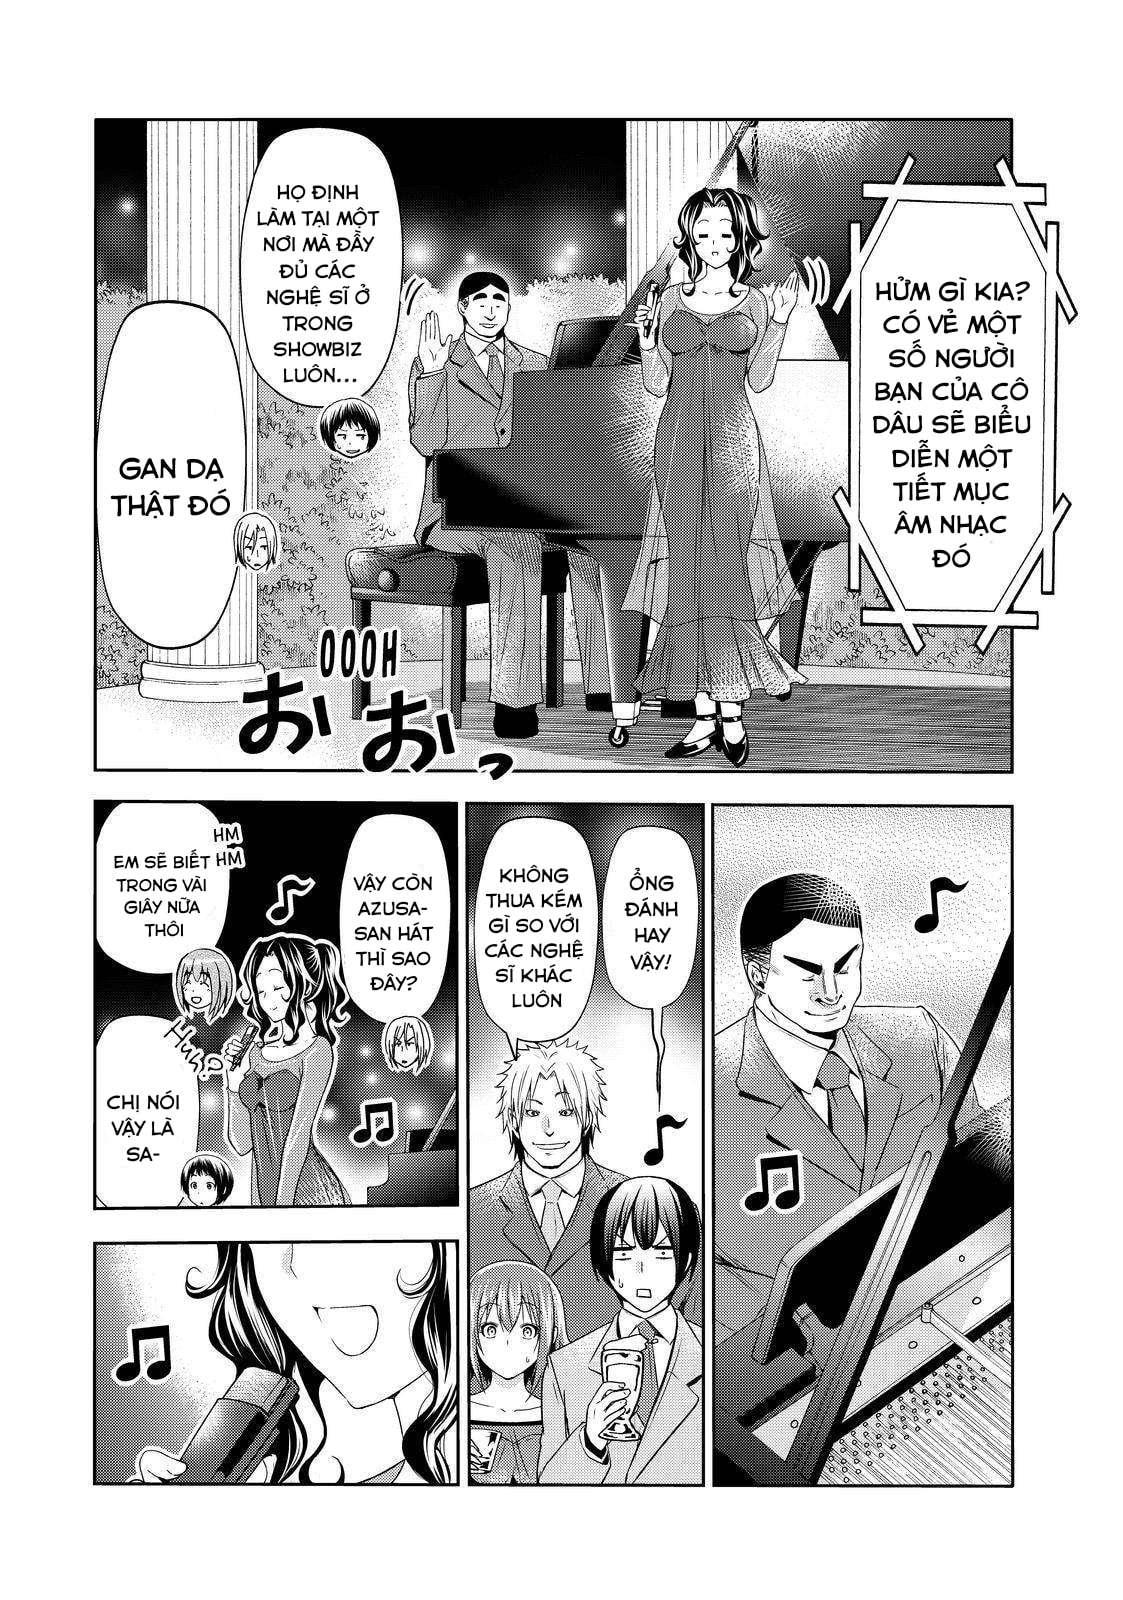 HỬM GÌ KIA?
CÓ VẺ MỘT
SỐ NGƯỜI
BẠN CỦA CÔ
DÂU SẼ BIỂU
DIỄN MỘT
TIẾT MỤC
ÂM NHẠC
ĐÓ
HỌ ĐỊNH
LÀM TẠI MỘT
NƠI MÀ ĐẦY
ĐỦ CÁC
NGHỆ SĨ Ở
TRONG
SHOWBIZ
LUÔN...
GAN DẠ
THẬT ĐÓ
OOOH
おおっ
ỔNG
ĐÁNH
HAY
VẬY!
KHÔNG
THUA KÉM
GÌ SO VỚI
CÁC NGHỆ
SĨ KHÁC
LUÔN
VẬY CÒN
AZUSA-
SAN HÁT
THÌ SAO
ĐÂY?
HM
HM
EM SẼ BIẾT
TRONG VÀI
GIÂY NỮA
THÔI
Huh?
CHỊ NÓI
VẬY LÀ
SA-